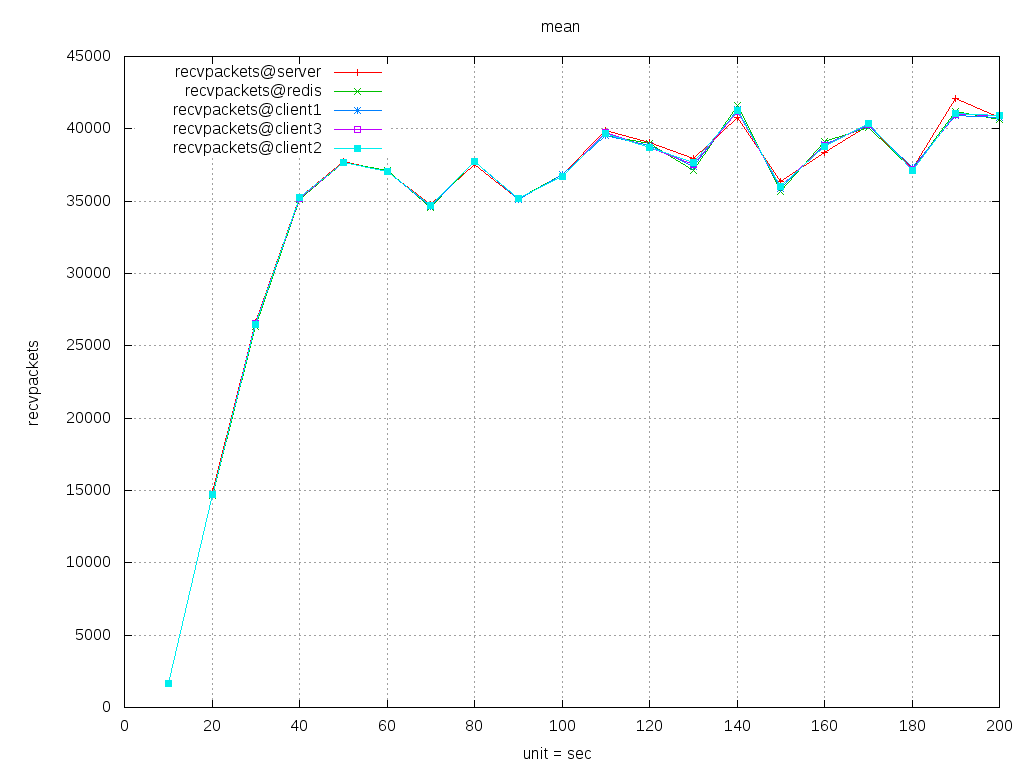 mean
45000
40000
35000
30000
25000
20000
15000
10000
5000
0
recvpackets
recvpackets@server
recvpackets@redis
recvpackets@client1
recvpackets@client3
recvpackets@client2
0 20 40 60 80 100 120 140 160 180 200
unit = sec